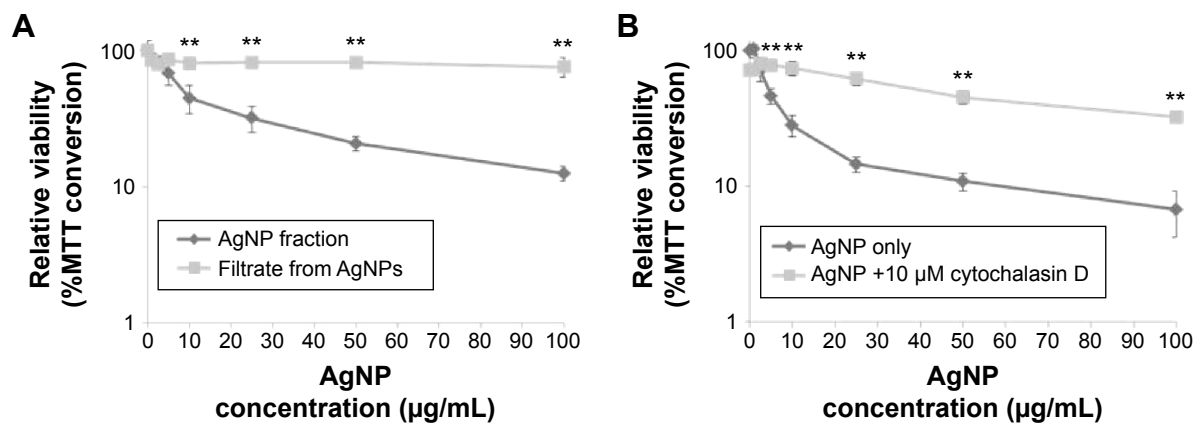 A
Relative viability
(%MTT conversion)
100
10
1
** ** ** **
AgNP fraction
Filtrate from AgNPs
0 10 20 30 40 50 60 70 80 90 100
AgNP
concentration (µg/mL)
B
Relative viability
(%MTT conversion)
100
10
1
**** ** ** **
AgNP only
AgNP +10 µM cytochalasin D
0 10 20 30 40 50 60 70 80 90 100
AgNP
concentration (µg/mL)